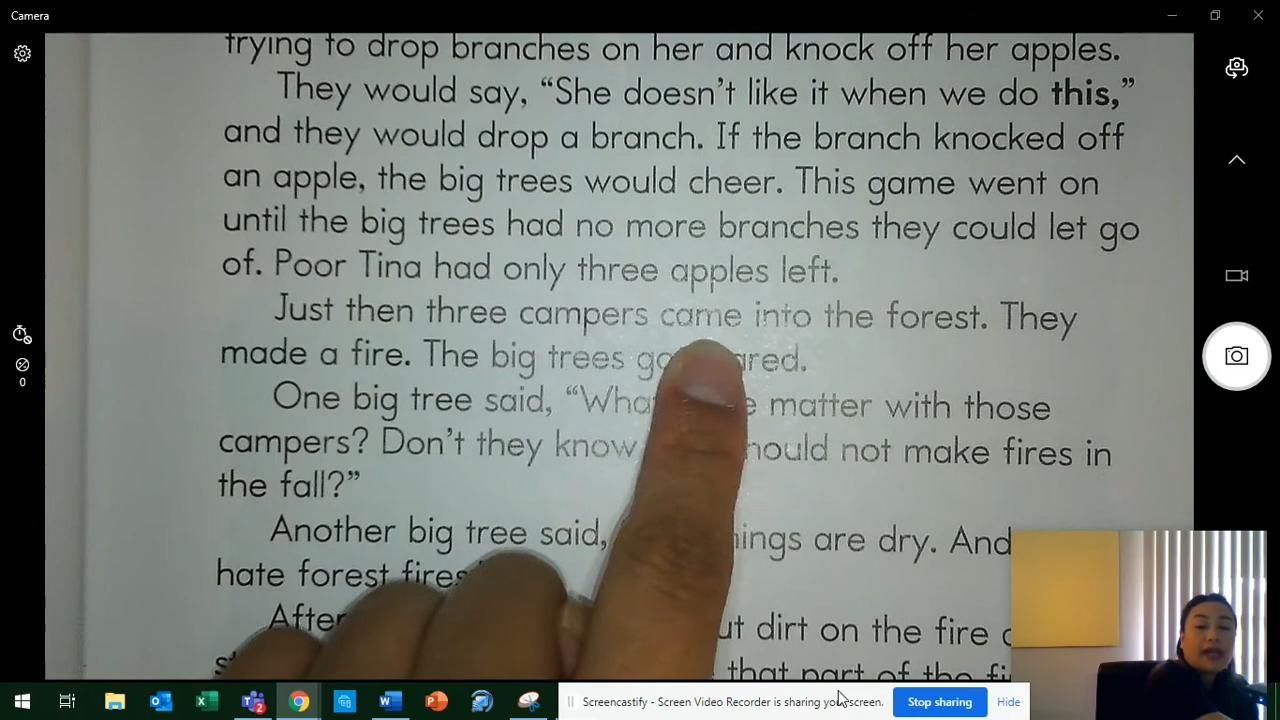 Camera
trying to drop branches on her and knock off her apples.
They would say, “She doesn’t like it when we do this,”
and they would drop a branch. If the branch knocked off
an apple, the big trees would cheer. This game went on
until the big trees had no more branches they could let go
of. Poor Tina had only three apples left.
Just then three campers came into the forest. They
made a fire. The big trees
One big tree said, matter with those
campers? Don’t they know not make fires in
the fall?”
Another big tree said, are dry. And
hate forest fires
dirt on the fire
that part of the
0
2
Screencastify - Screen Video Recorder is sharing your screen.
Stop sharing
Hide